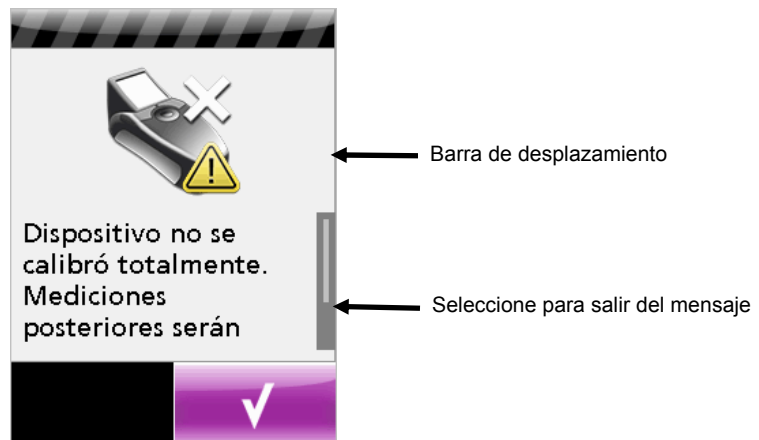 Barra de desplazamiento
Dispositivo no se
calibró totalmente.
Mediciones
posteriores serán
Seleccione para salir del mensaje